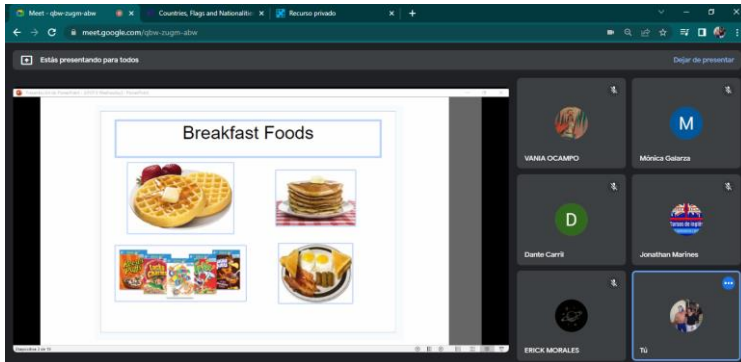 Meet - qbw-zugm-abw
Countries, Flags and Nationalitie
Recurso privado
meet.google.com/qbw-zugm-abw
Estás presentando para todos
Dejar de presentar
Breakfast Foods
VANIA OCAMPO
M
Mónica Galarza
D
Dante Carril
Jonathan Marines
ERICK MORALES
Tú